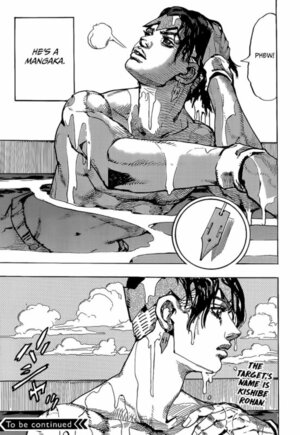 PHEW!
HE'S A
MANGAKA.
THE
TARGET'S
NAME IS
KISHIBE
ROHAN
To be continued